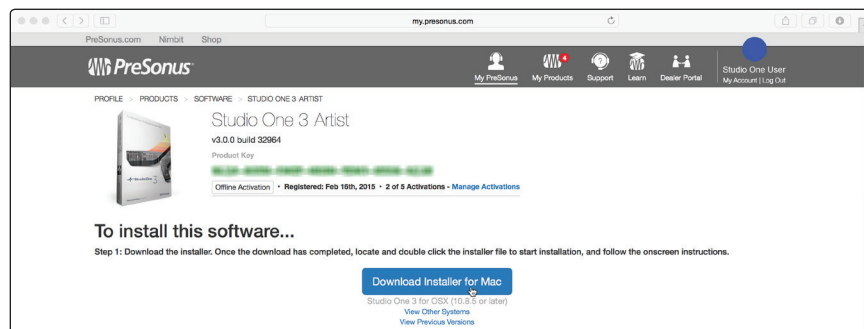 my.presonus.com
PreSonus.com Nimbit Shop
PreSonus
My PreSonus My Products 4 Support Learn Dealer Portal
Studio One User
My Account | Log Out
PROFILE > PRODUCTS > SOFTWARE > STUDIO ONE 3 ARTIST
Studio One 3 Artist
v3.0.0 build 32964
Product Key
Offline Activation • Registered: Feb 16th, 2015 • 2 of 5 Activations - Manage Activations
To install this software...
Step 1: Download the installer. Once the download has completed, locate and double click the installer file to start installation, and follow the onscreen instructions.
Download Installer for Mac
Studio One 3 for OSX (10.8.5 or later)
View Other Systems
View Previous Versions